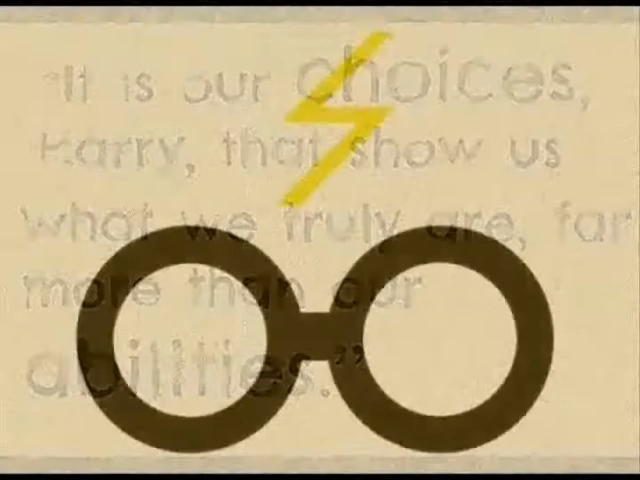 "It is our choices,
Harry, that show us
what we truly are, far
more than our
abilities."